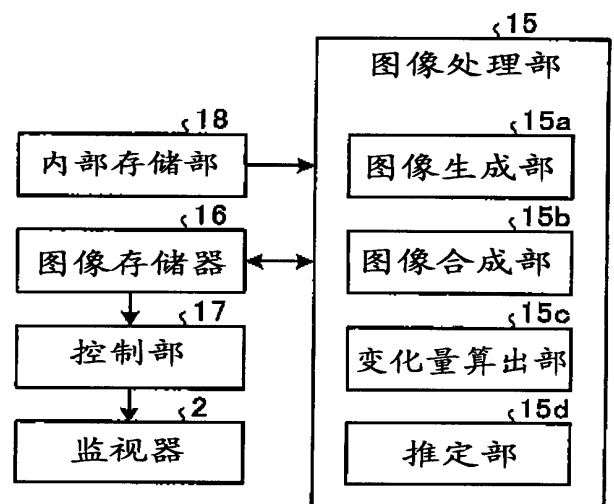 15
图像处理部
18
内部存储部
15a
图像生成部
16
图像存储器
15b
图像合成部
17
控制部
15c
变化量算出部
2
监视器
15d
推定部